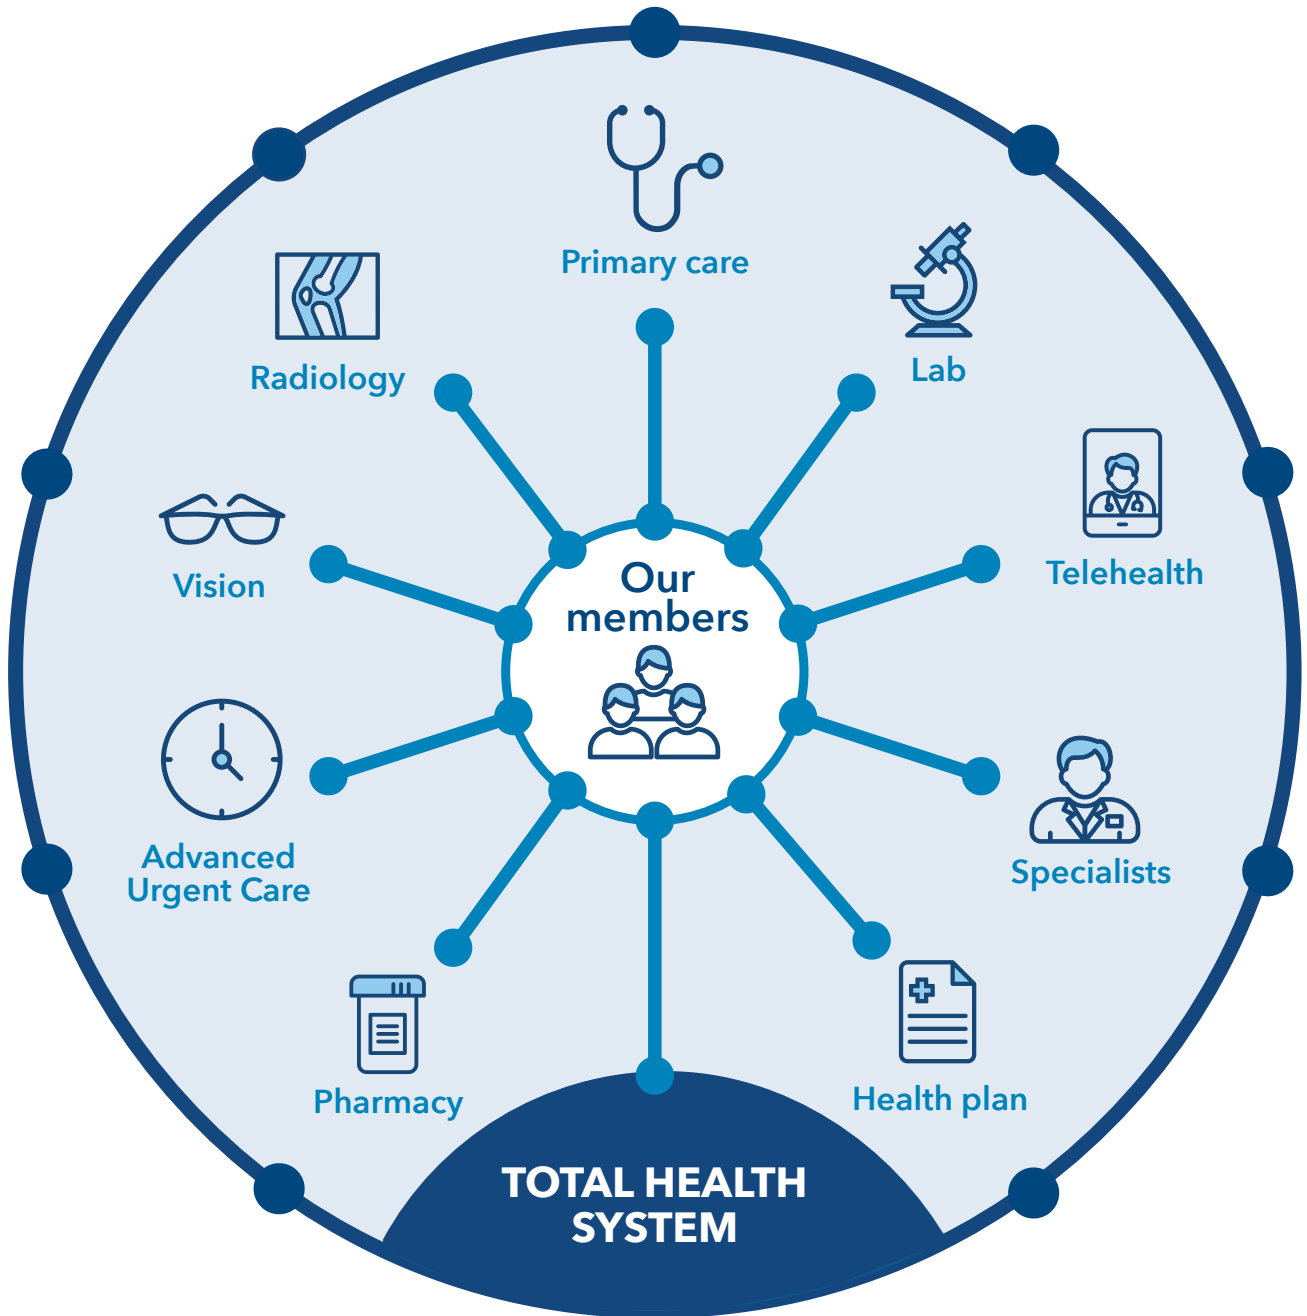 Primary care
Lab
Radiology
Telehealth
Vision
Our
members
Specialists
Advanced
Urgent Care
Health plan
Pharmacy
TOTAL HEALTH
SYSTEM